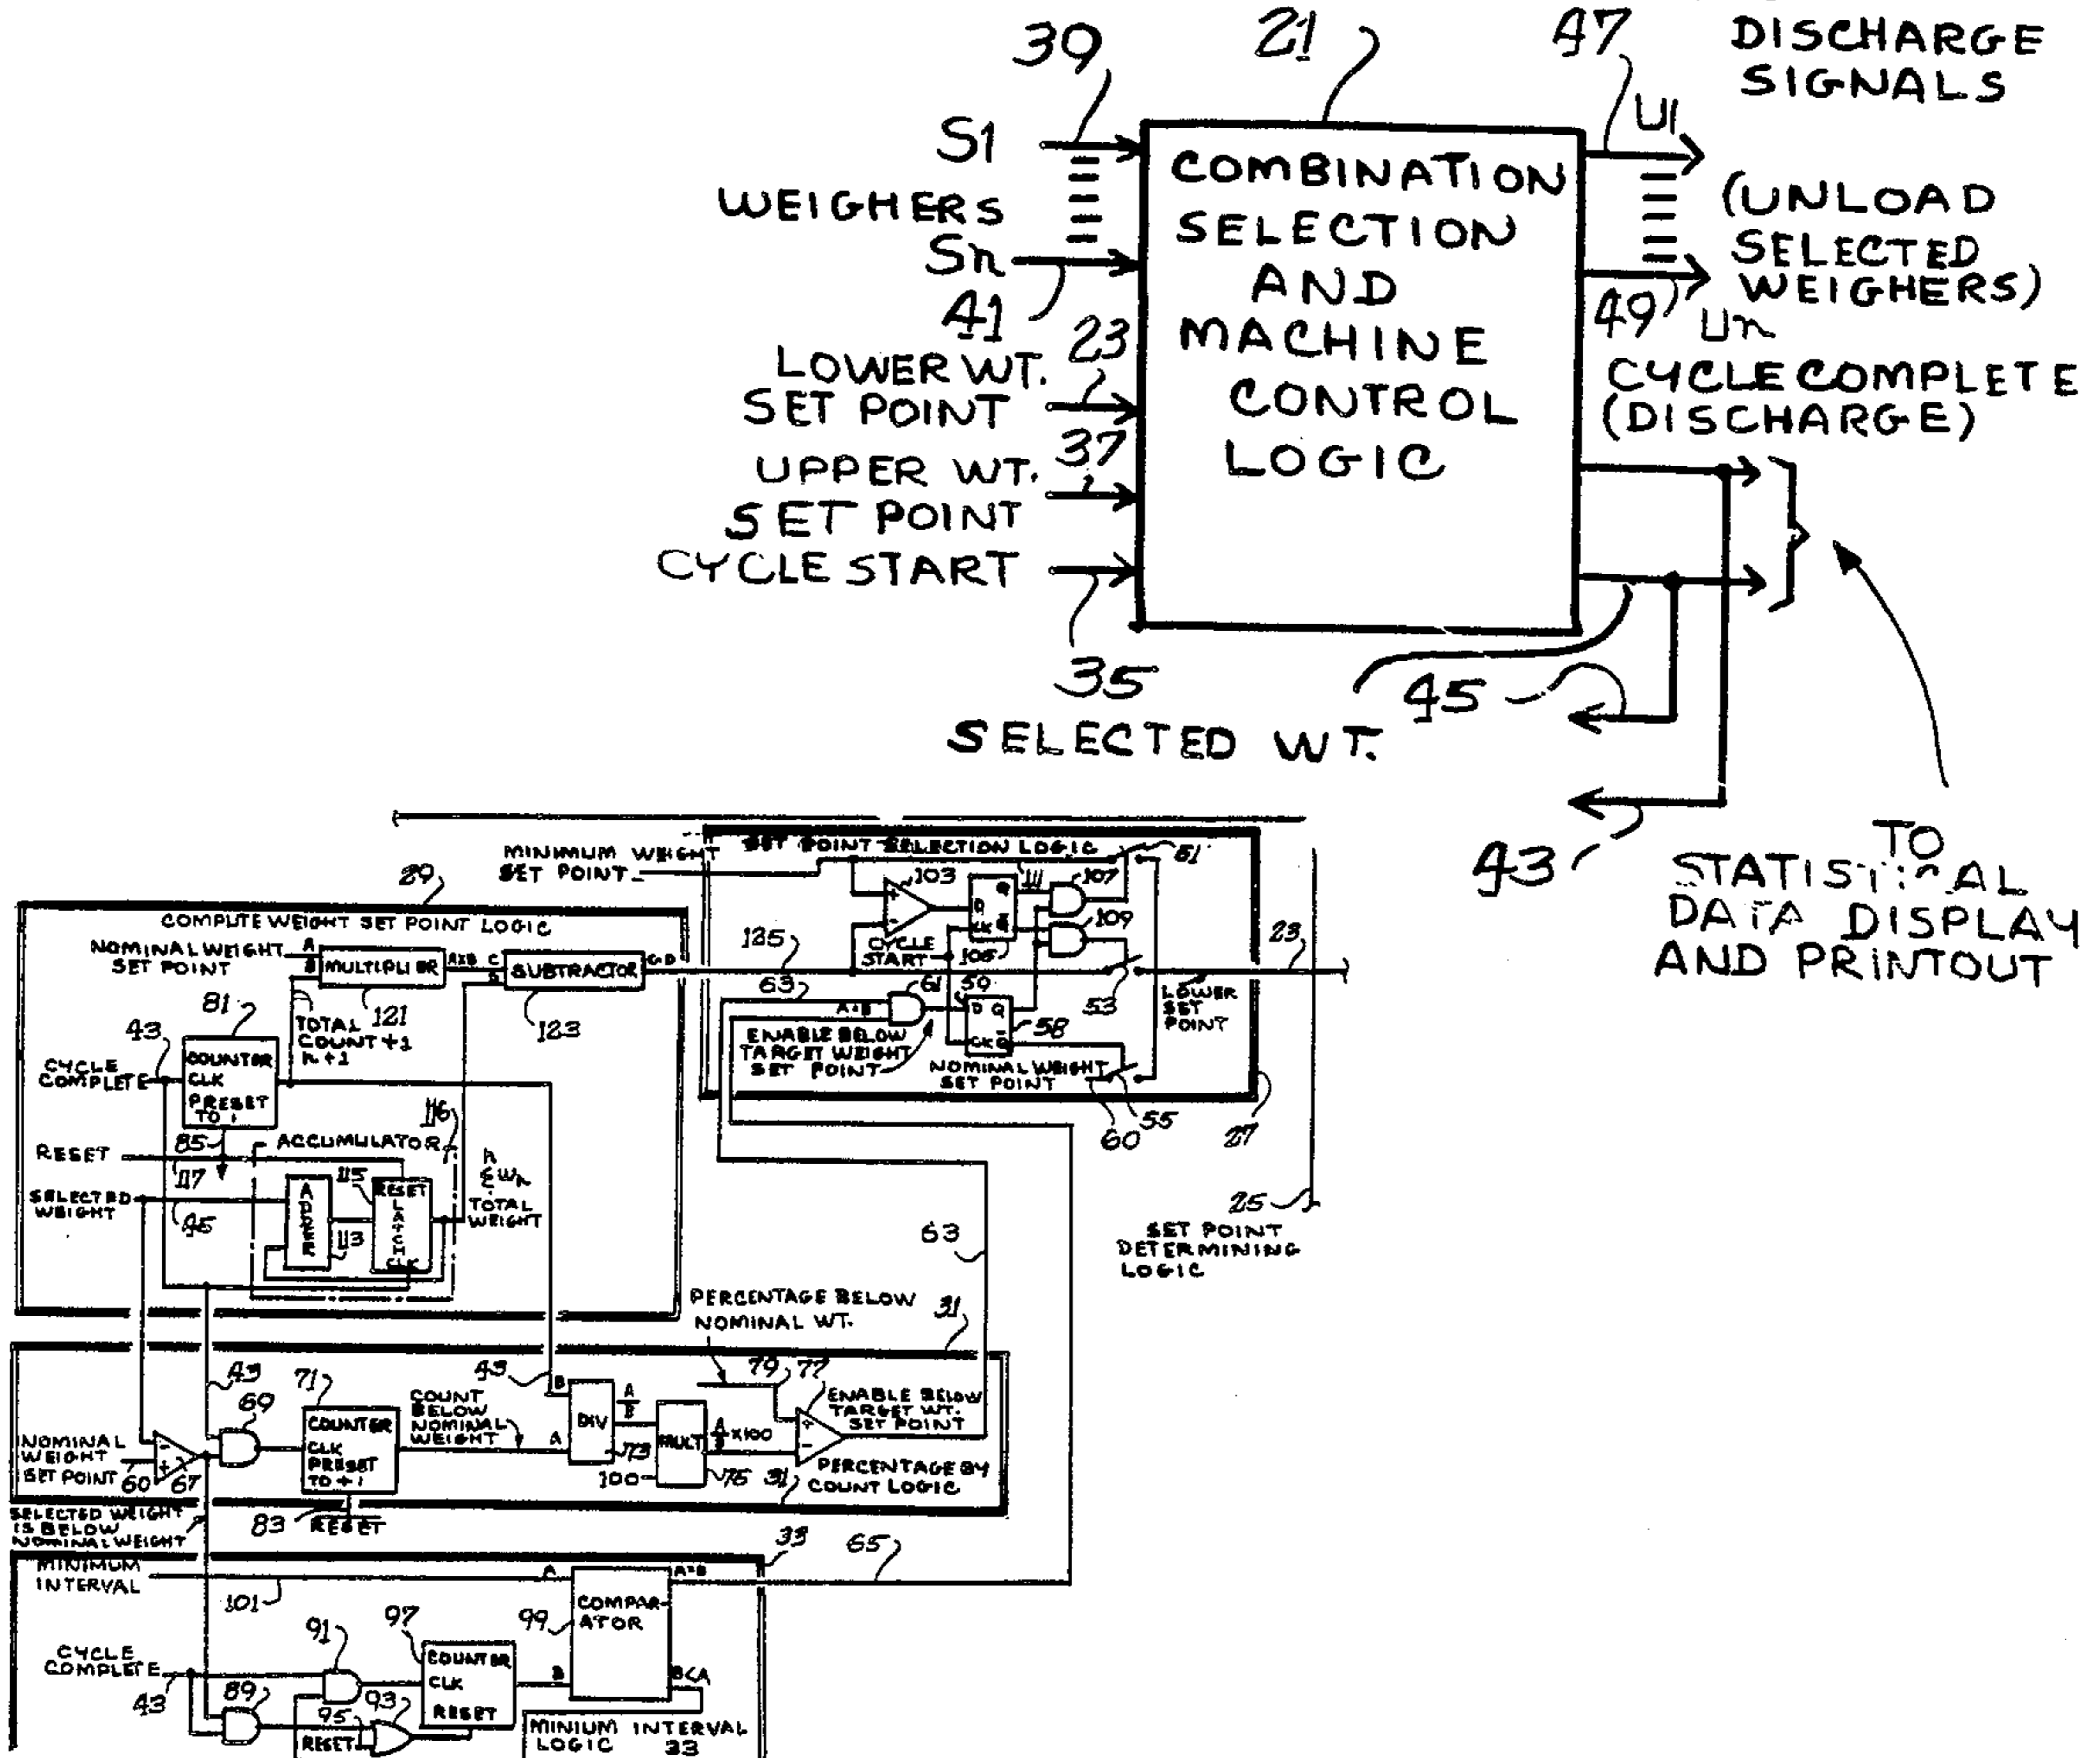 39
21
47
DISCHARGE
SIGNALS
S1
U1
COMBINATION
SELECTION
AND
MACHINE
CONTROL
LOGIC
WEIGHERS
(UNLOAD
SELECTED
WEIGHERS)
Sn
41
49
Un
23
LOWER WT.
SET POINT
CYCLE COMPLETE
(DISCHARGE)
37
UPPER WT.
SET POINT
CYCLE START
35
45
SELECTED WT.
43
TO
DATA DISPLAY
AND PRINTOUT
MINIMUM WEIGHT
SET POINT
SET POINT SELECTION LOGIC
51
103
111
107
+
-
D
Q
CK
Q
109
CYCLE
START
105
125
23
53
LOWER
SET
POINT
63
A+B
61
59
D Q
CK Q
58
ENABLE BELOW
TARGET WEIGHT
SET POINT
NOMINAL WEIGHT
SET POINT
60
55
27
25
SET POINT
DETERMINING
LOGIC
29
COMPUTE WEIGHT SET POINT LOGIC
NOMINAL WEIGHT
SET POINT
A
B
MULTIPLIER
AXB
C
D
SUBTRACTOR
C-D
121
123
81
TOTAL
COUNT+1
n+1
43
CYCLE
COMPLETE
COUNTER
CLK
PRESET
TO 1
85
116
ACCUMULATOR
RESET
117
115
SELECTED
WEIGHT
45
ADDER
113
RESET
LATCH
CLK
n
ΣWn
TOTAL
WEIGHT
63
PERCENTAGE BELOW
NOMINAL WT.
31
43
69
71
COUNTER
CLK
PRESET
TO +1
COUNT
BELOW
NOMINAL
WEIGHT
43
B
A
DIV
73
A/B
MULT
A/B X100
100
75
79
77
+
-
ENABLE BELOW
TARGET WT.
SET POINT
31
PERCENTAGE BY
COUNT LOGIC
NOMINAL
WEIGHT
SET POINT
60
-
+
67
83
RESET
SELECTED WEIGHT
IS BELOW
NOMINAL WEIGHT
33
65
MINIMUM
INTERVAL
101
A
A=B
COMPAR-
ATOR
99
B
B<A
CYCLE
COMPLETE
43
91
97
COUNTER
CLK
RESET
89
93
95
RESET
MINIUM INTERVAL
LOGIC 33